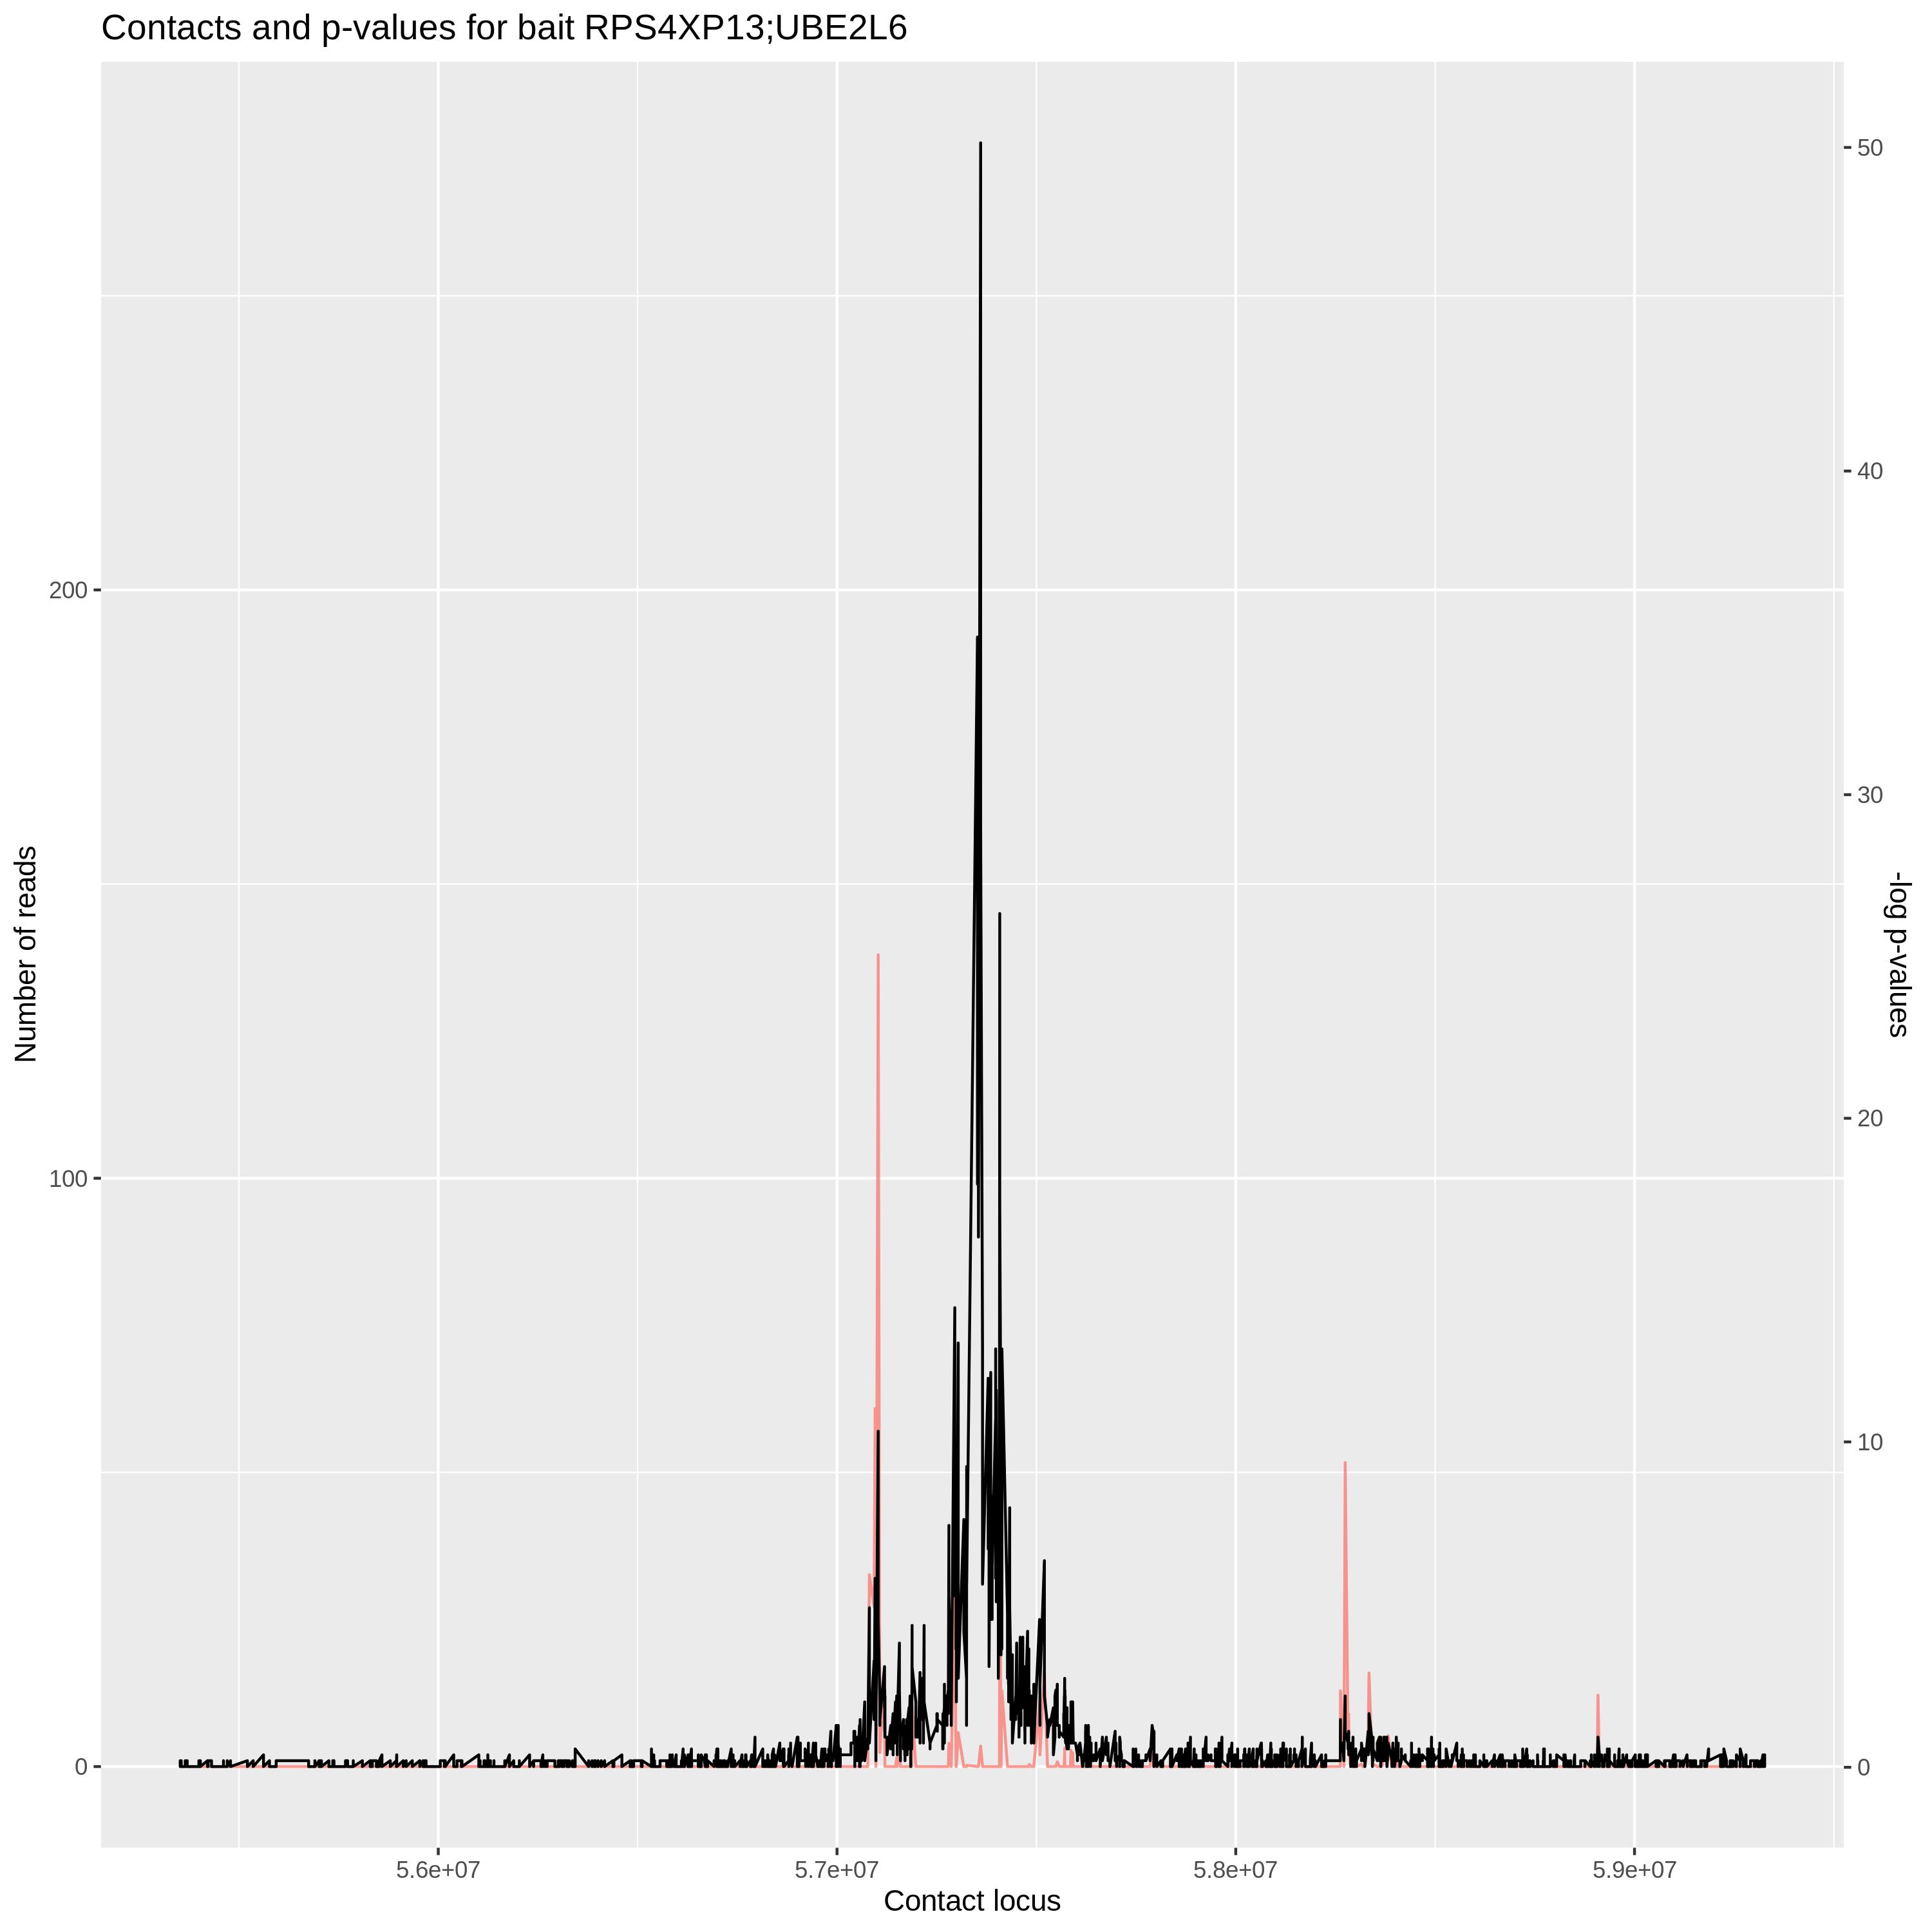 Contacts and p-values for bait RPS4XP13;UBE2L6
Number of reads
200
100
0
50
40
30
20
10
0
-log p-values
5.6e+07
5.7e+07
5.8e+07
5.9e+07
Contact locus